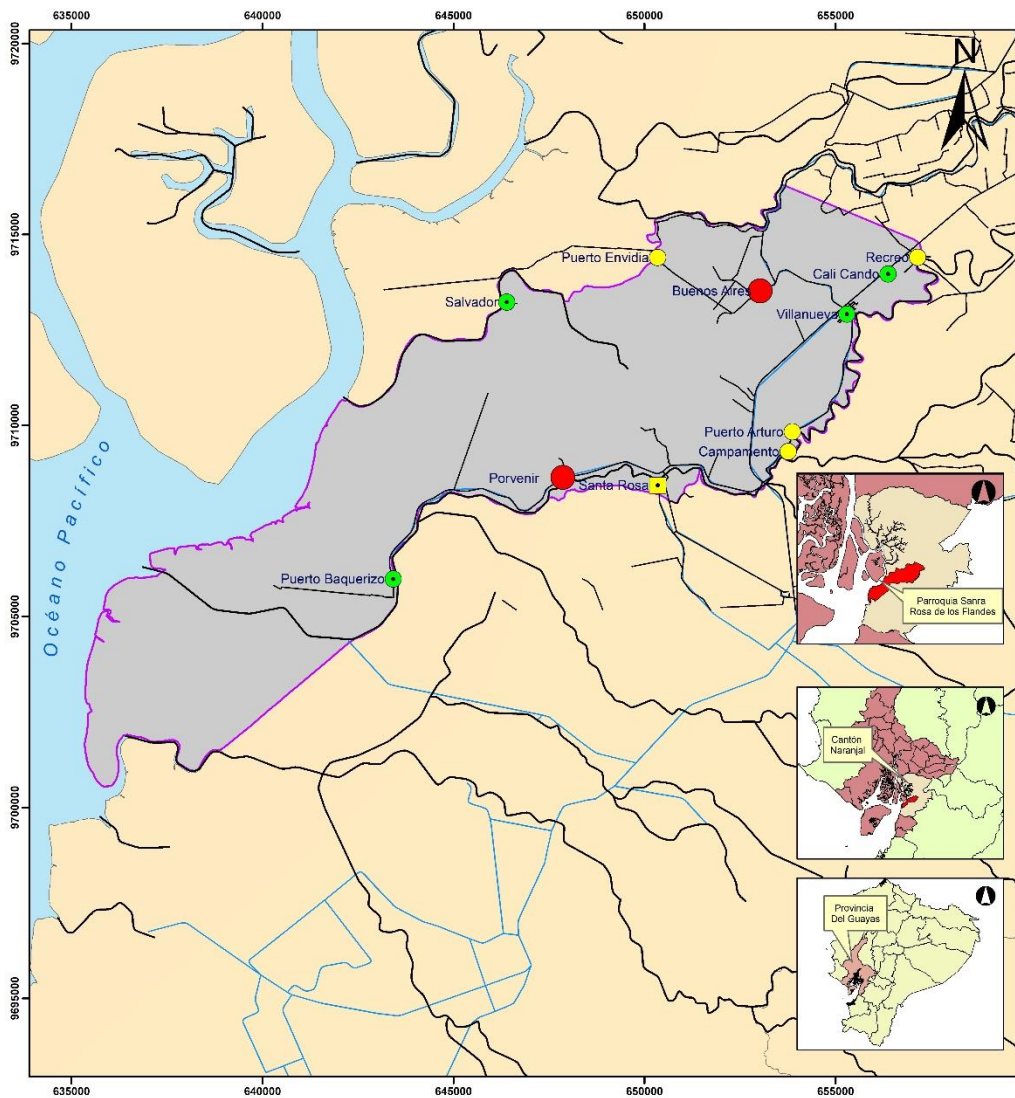 635000
640000
645000
650000
655000
9720000
N
9715000
Puerto Envidia
Recreo
Cali Cando
Buenos Aires
Salvador
Villanueva
9710000
Puerto Arturo
Campamento
Océano Pacífico
Porvenir
Santa Rosa
Puerto Baquerizo
9705000
Parroquia Sanra
Rosa de los Flandes
Cantón
Naranjal
9700000
Provincia
Del Guayas
9695000
635000
640000
645000
650000
655000